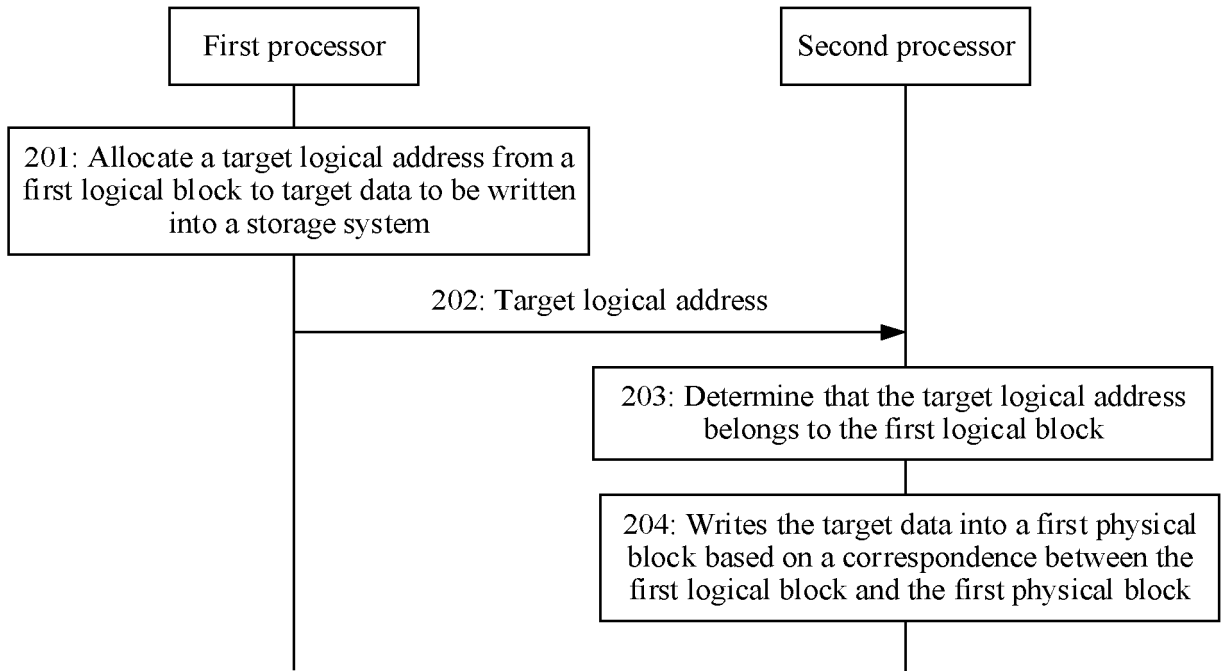 First processor
Second processor
201: Allocate a target logical address from a
first logical block to target data to be written
into a storage system
202: Target logical address
203: Determine that the target logical address
belongs to the first logical block
204: Writes the target data into a first physical
block based on a correspondence between the
first logical block and the first physical block